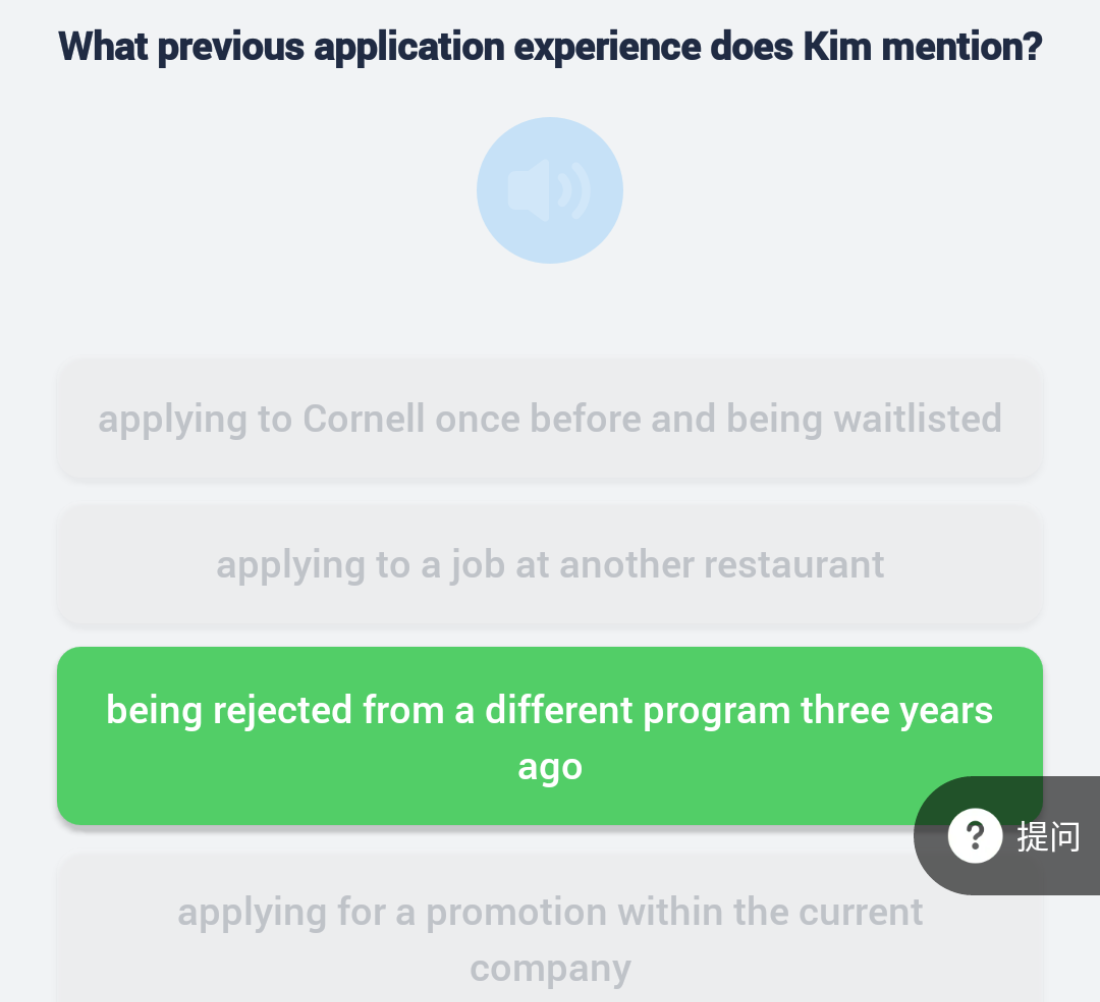 What previous application experience does Kim mention?
applying to Cornell once before and being waitlisted
applying to a job at another restaurant
being rejected from a different program three years
ago
? 提问
applying for a promotion within the current
company